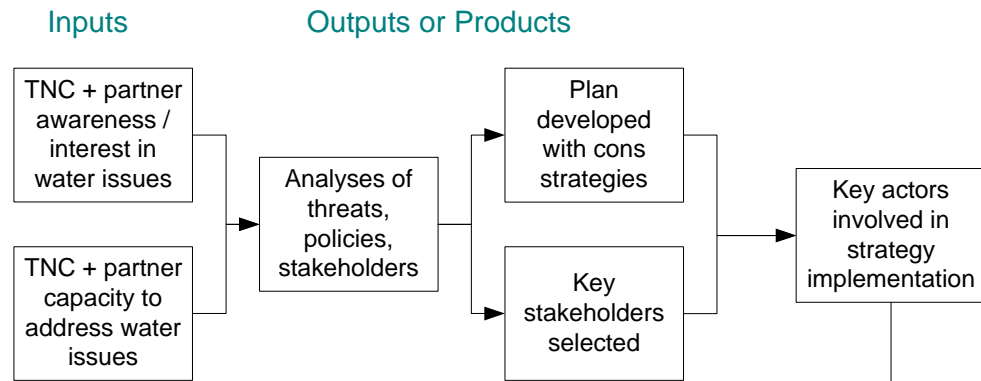 Inputs
Outputs or Products
TNC + partner
awareness /
interest in
water issues
TNC + partner
capacity to
address water
issues
Analyses of
threats,
policies,
stakeholders
Plan
developed
with cons
strategies
Key
stakeholders
selected
Key actors
involved in
strategy
implementation